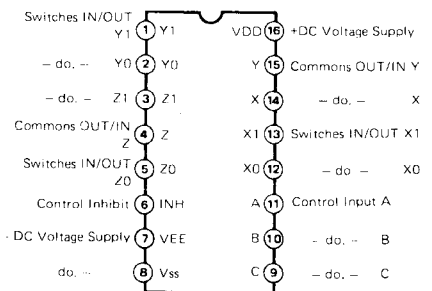 Switches IN/OUT
Y1 1 Y1 VDD 16 +DC Voltage Supply
- do. - Y0 2 Y0 Y 15 Commons OUT/IN Y
- do. - Z1 3 Z1 X 14 - do. - X
Commons OUT/IN
Z 4 Z X1 13 Switches IN/OUT X1
Switches IN/OUT
Z0 5 Z0 X0 12 - do - X0
Control Inhibit 6 INH A 11 Control Input A
- DC Voltage Supply 7 VEE B 10 - do. - B
do. - 8 Vss C 9 - do. - C